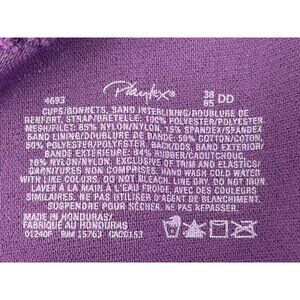 Playtex®
4693
38 DD
85
CUPS/BONNETS, BAND INTERLINING/DOUBLURE DE
RENFORT, STRAP/BRETELLE: 100% POLYESTER/POLYESTER.
MESH/FILET: 85% NYLON/NYLON, 15% SPANDEX/SPANDEX
BAND LINING/DOUBLURE DE BANDE: 50% COTTON/COTON,
50% POLYESTER/POLYESTER. BACK/DOS, BAND EXTERIOR/
BANDE EXTÉRIEURE: 84% RUBBER/CAOUTCHOUC,
16% NYLON/NYLON. EXCLUSIVE OF TRIM AND ELASTICS/
GARNITURES NON COMPRISES. HAND WASH COLD WATER
WITH LIKE COLORS. DO NOT BLEACH. LINE DRY. DO NOT IRON.
LAVER À LA MAIN À L'EAU FROIDE, AVEC DES COULEURS
SIMILAIRES. NE PAS UTILISER D'AGENT DE BLANCHIMENT.
SUSPENDRE POUR SÉCHER. NE PAS REPASSER.
MADE IN HONDURAS/
FABRIQUÉ AU HONDURAS
01240F RN# 15763 CA00153